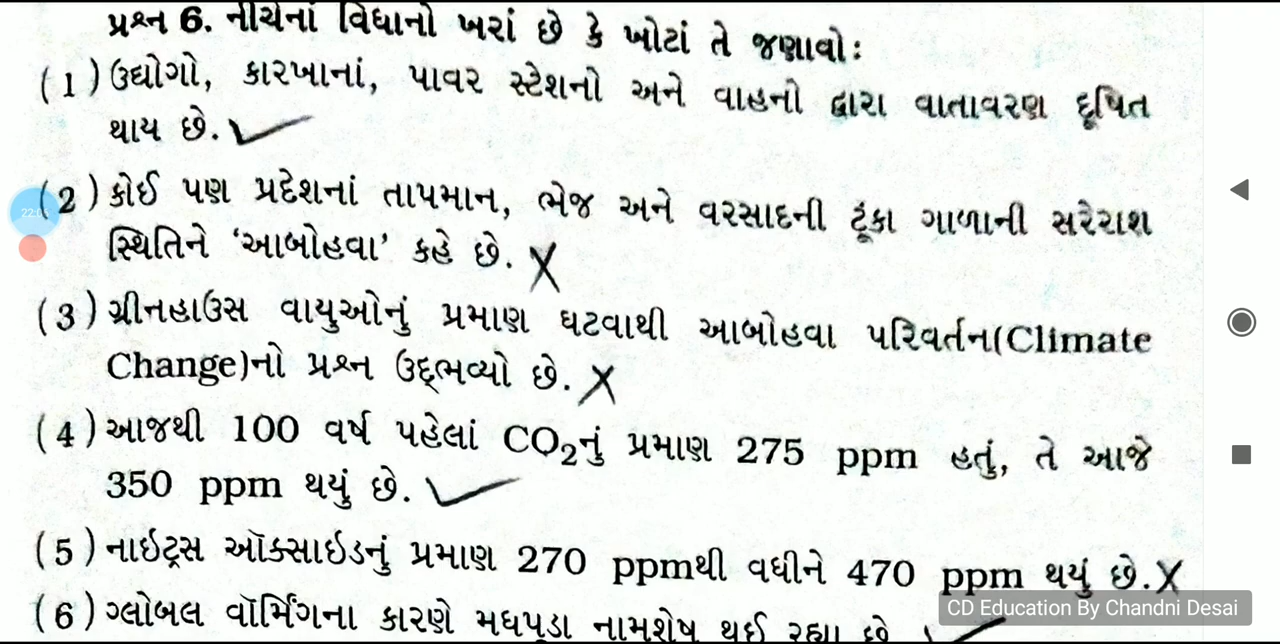 પ્રશ્ન 6. નીચેનાં વિધાનો ખરાં છે કે ખોટાં તે જણાવો:
(1) ઉદ્યોગો, કારખાનાં, પાવર સ્ટેશનો અને વાહનો દ્વારા વાતાવરણ દૂષિત
થાય છે. ✓
(2) કોઈ પણ પ્રદેશનાં તાપમાન, ભેજ અને વરસાદની ટૂંકા ગાળાની સરેરાશ
સ્થિતિને ‘આબોહવા’ કહે છે. X
(3) ગ્રીનહાઉસ વાયુઓનું પ્રમાણ ઘટવાથી આબોહવા પરિવર્તન(Climate
Change)નો પ્રશ્ન ઉદ્ભવ્યો છે. X
(4) આજથી 100 વર્ષ પહેલાં CO₂નું પ્રમાણ 275 ppm હતું, તે આજે
350 ppm થયું છે. ✓
(5) નાઇટ્રસ ઑક્સાઇડનું પ્રમાણ 270 ppmથી વધીને 470 ppm થયું છે. X
(6) ગ્લોબલ વૉર્મિંગના કારણે મધપૂડા નામશેષ થઈ રહ્યા છે. ✓
CD Education By Chandni Desai